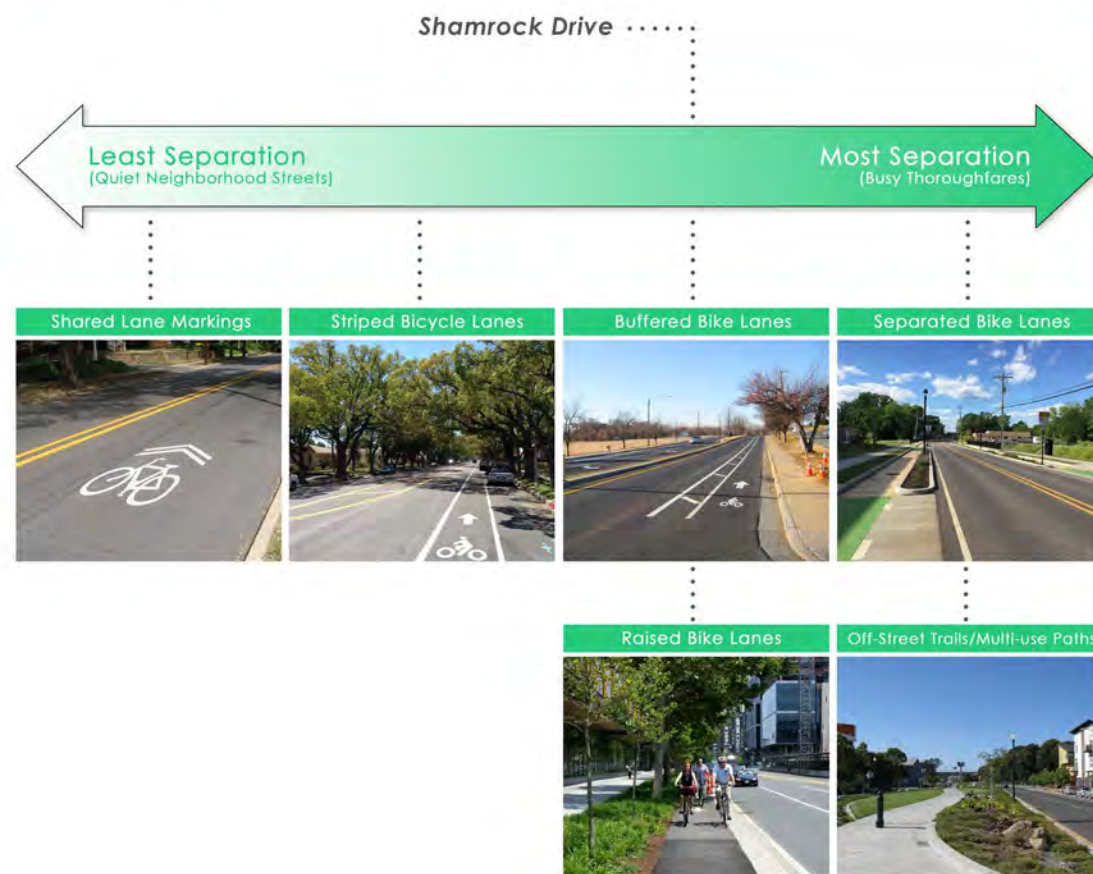 Shamrock Drive
Least Separation
(Quiet Neighborhood Streets)
Most Separation
(Busy Thoroughfares)
Shared Lane Markings
Striped Bicycle Lanes
Buffered Bike Lanes
Separated Bike Lanes
Raised Bike Lanes
Off-Street Trails/Multi-use Paths